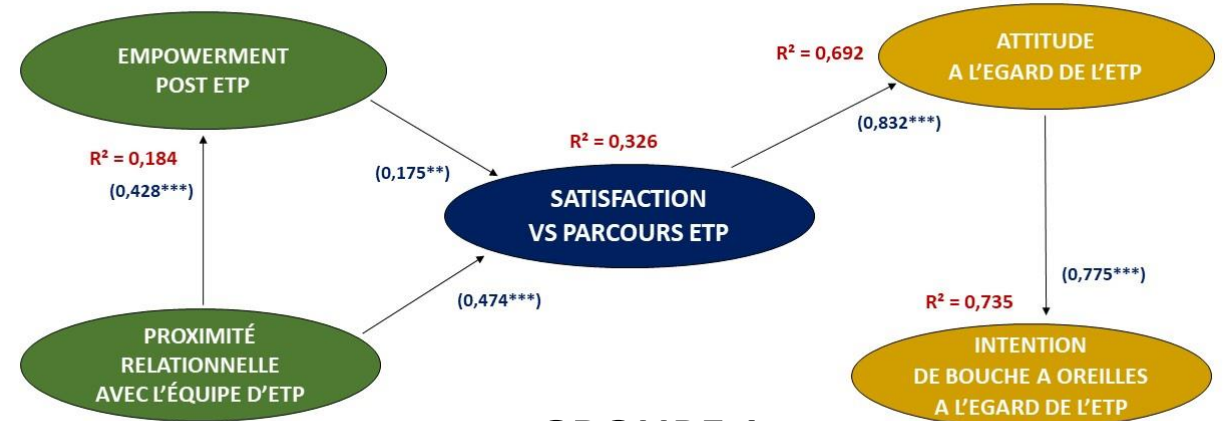 EMPOWERMENT
POST ETP
R² = 0,184
(0,428***)
(0,175**)
R² = 0,326
SATISFACTION
VS PARCOURS ETP
R² = 0,692
ATTITUDE
A L'EGARD DE L'ETP
(0,832***)
(0,474***)
(0,775***)
R² = 0,735
PROXIMITÉ
RELATIONNELLE
AVEC L'ÉQUIPE D'ETP
INTENTION
DE BOUCHE A OREILLES
A L'EGARD DE L'ETP